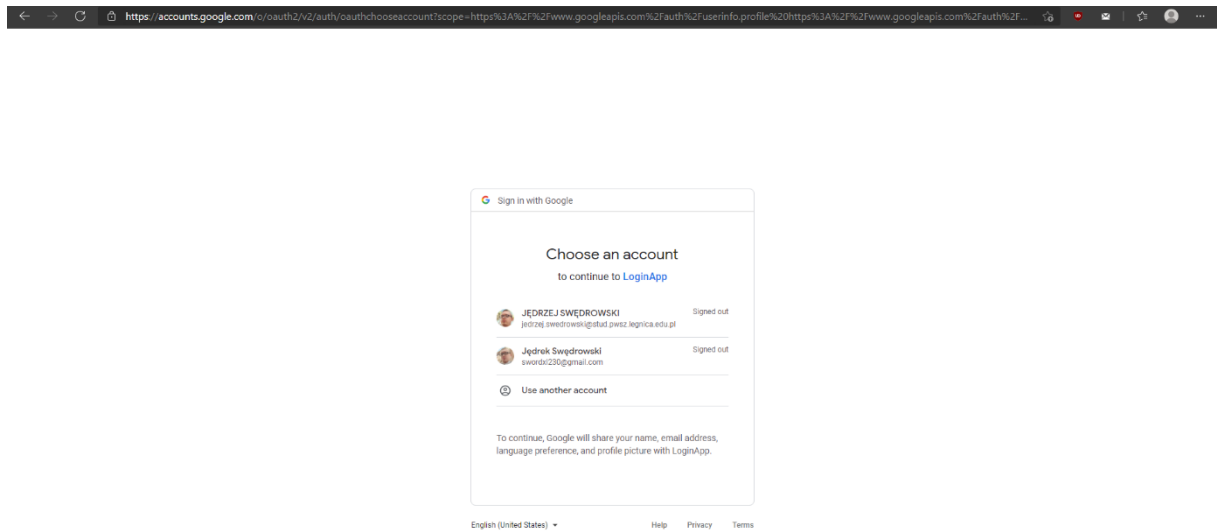 https://accounts.google.com/o/oauth2/v2/auth/oauthchooseaccount?scope=https%3A%2F%2Fwww.googleapis.com%2Fauth%2Fuserinfo.profile%20https%3A%2F%2Fwww.googleapis.com%2Fauth%2F...
Sign in with Google
Choose an account
to continue to LoginApp
JĘDRZEJ SWĘDROWSKI Signed out
jedrzej.swedrowski@stud.pwsz.legnica.edu.pl
Jędrek Swędrowski Signed out
swordxl230@gmail.com
Use another account
To continue, Google will share your name, email address,
language preference, and profile picture with LoginApp.
English (United States) Help Privacy Terms